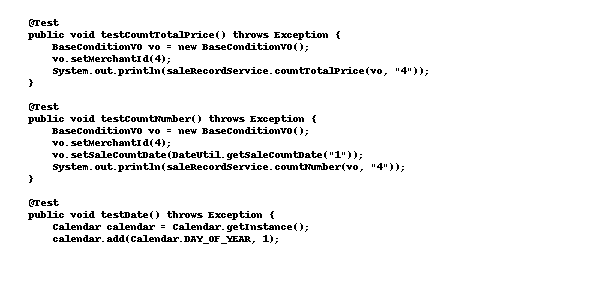 @Test
public void testCountTotalPrice() throws Exception {
BaseConditionVO vo = new BaseConditionVO();
vo.setMerchantId(4);
System.out.println(saleRecordService.countTotalPrice(vo, "4"));
}
@Test
public void testCountNumber() throws Exception {
BaseConditionVO vo = new BaseConditionVO();
vo.setMerchantId(4);
vo.setSaleCountDate(DateUtil.getSaleCountDate("1"));
System.out.println(saleRecordService.countNumber(vo, "4"));
}
@Test
public void testDate() throws Exception {
Calendar calendar = Calendar.getInstance();
calendar.add(Calendar.DAY_OF_YEAR, 1);